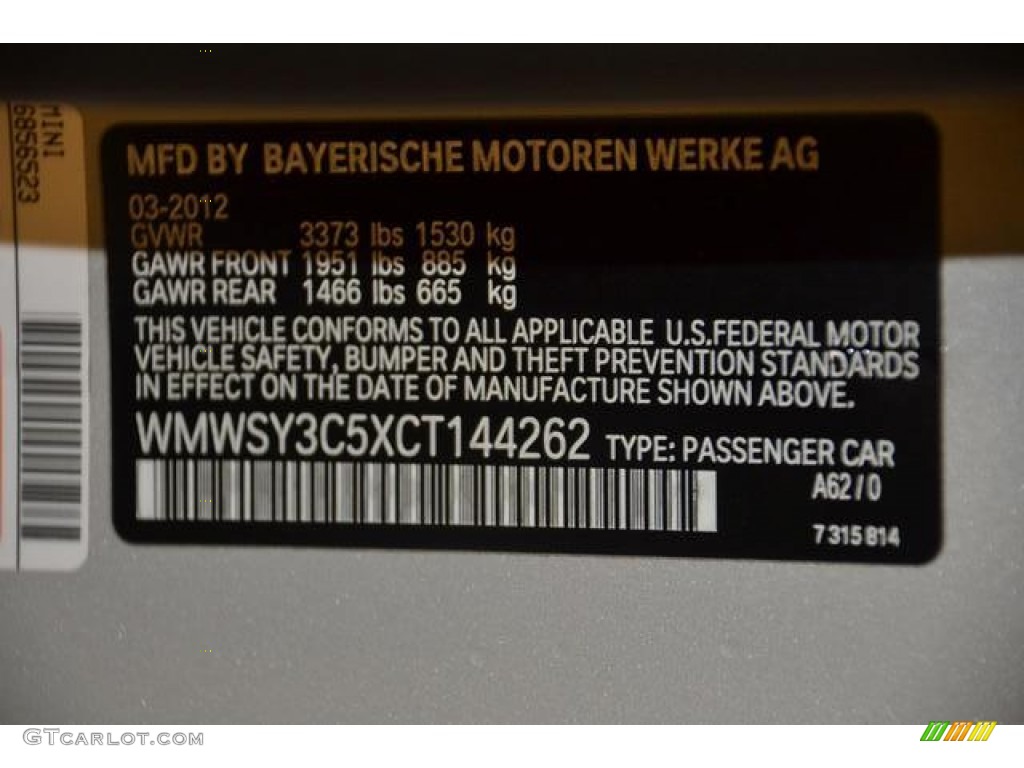 MINI
6856523
MFD BY BAYERISCHE MOTOREN WERKE AG
03-2012
GVWR 3373 lbs 1530 kg
GAWR FRONT 1951 lbs 885 kg
GAWR REAR 1466 lbs 665 kg
THIS VEHICLE CONFORMS TO ALL APPLICABLE U.S.FEDERAL MOTOR
VEHICLE SAFETY, BUMPER AND THEFT PREVENTION STANDARDS
IN EFFECT ON THE DATE OF MANUFACTURE SHOWN ABOVE.
WMWSY3C5XCT144262 TYPE: PASSENGER CAR
A62/0
7315814
GTCARLOT.COM